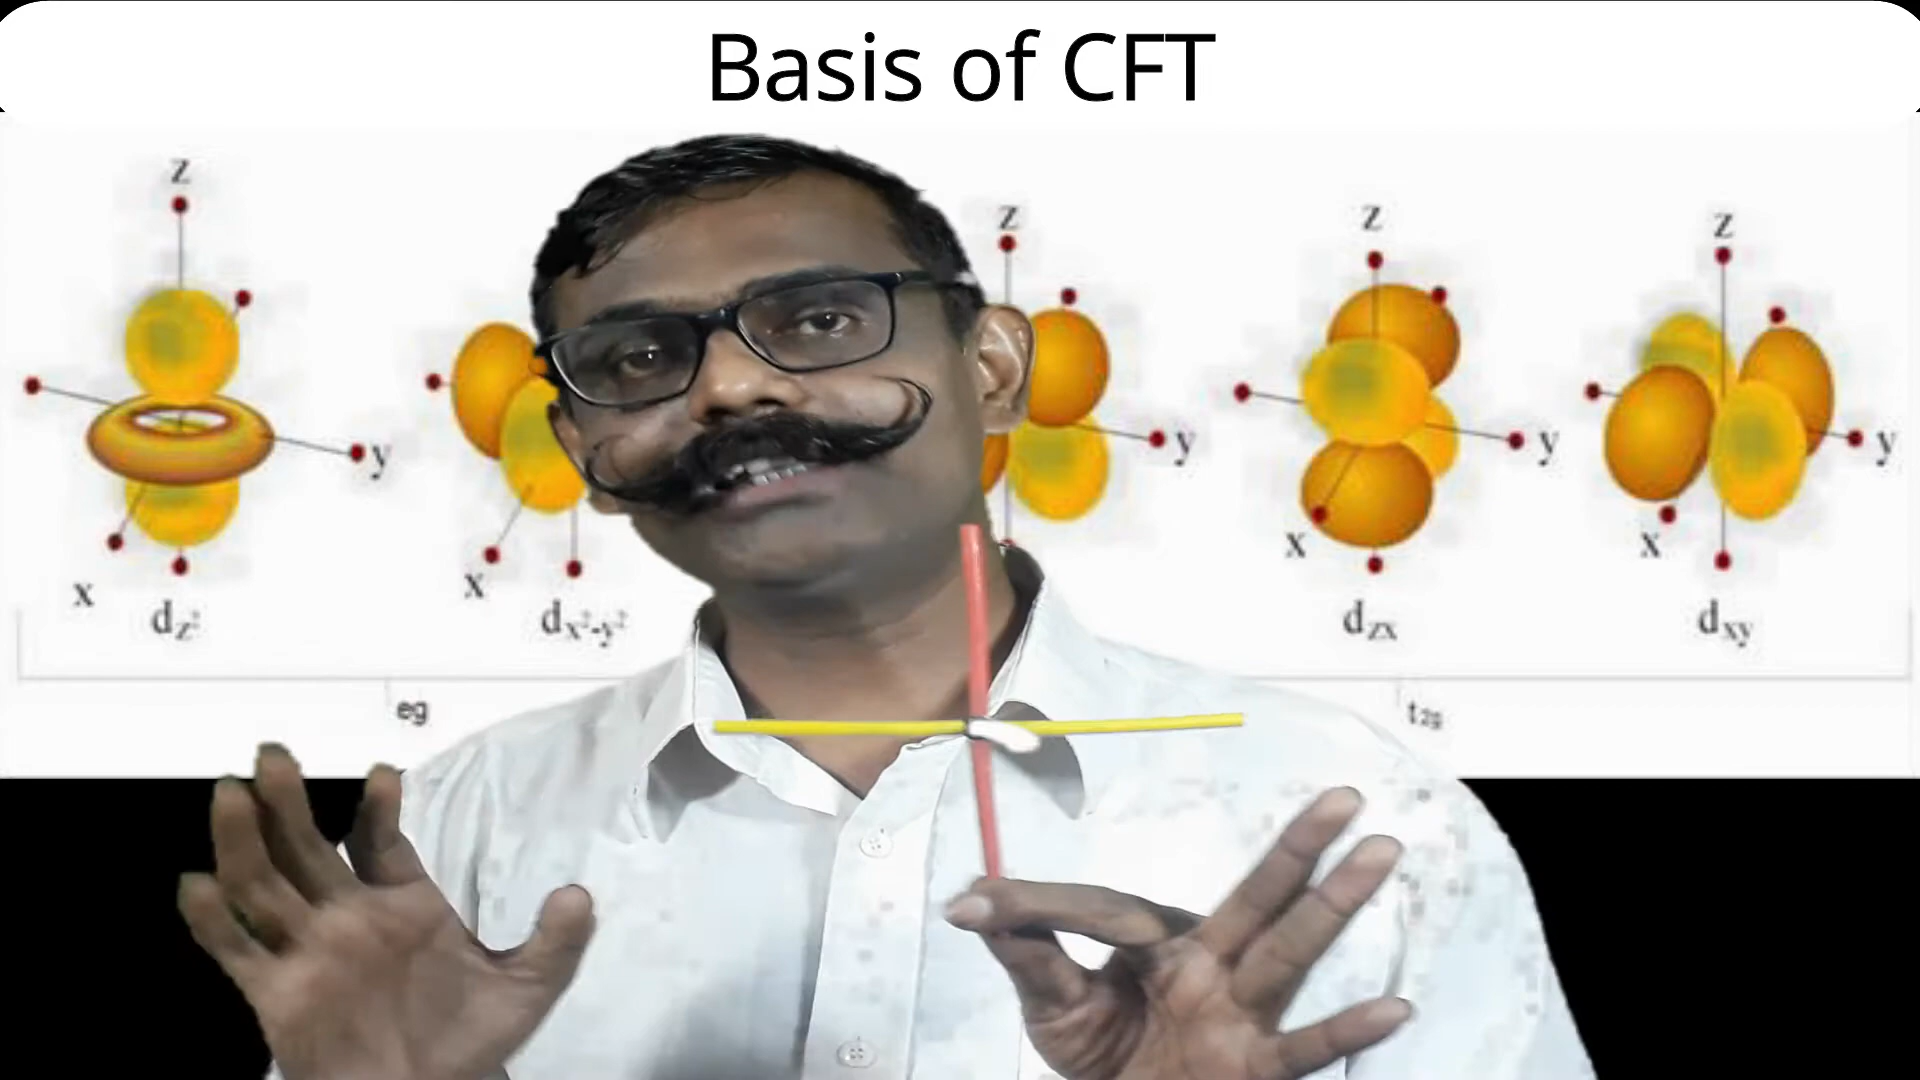 Basis of CFT
z z z z
y y y y
x x x x
dz² dx²-y² dzx dxy
eg t2g